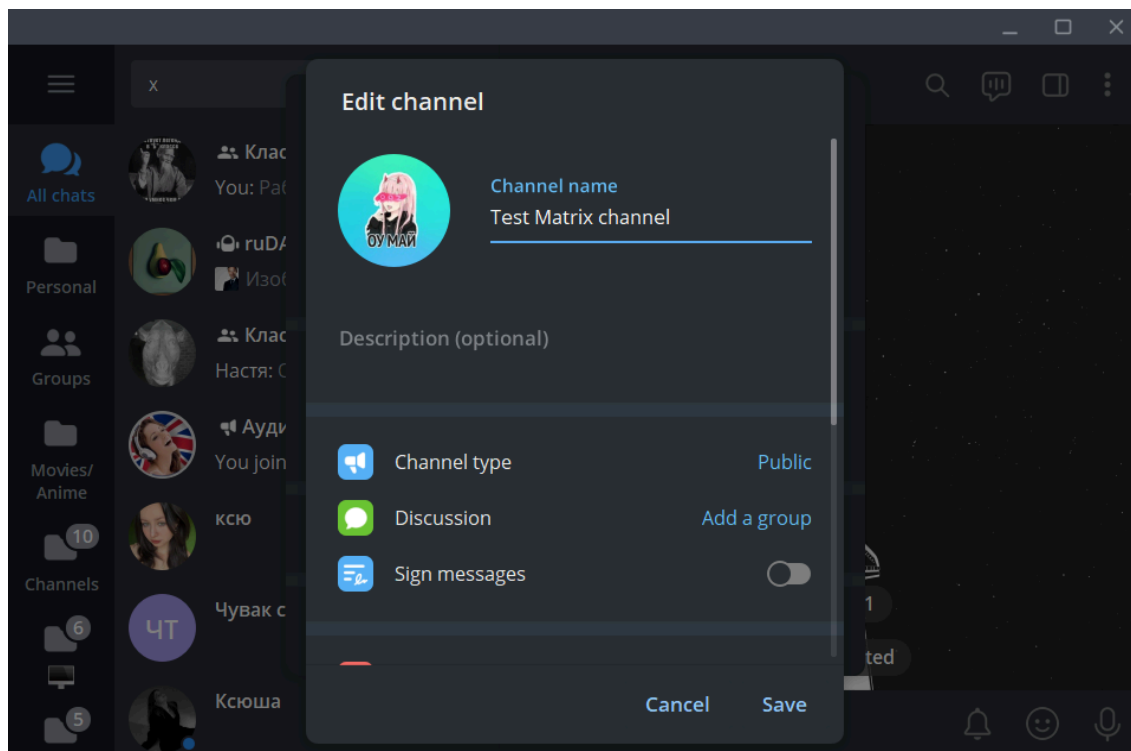 x
Edit channel
All chats
Клас
You: Раб
Channel name
Test Matrix channel
ОУ МАЙ
Personal
ruDA
Изоб
Groups
Клас
Настя: С
Description (optional)
Movies/
Anime
Ауди
You join
Channel type
Public
10
Channels
ксю
Discussion
Add a group
Sign messages
6
ЧТ
Чувак с
1
ted
5
Ксюша
Cancel
Save